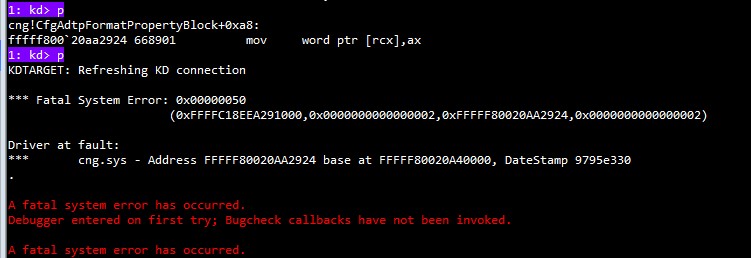 1: kd> p
cng!CfgAdtpFormatPropertyBlock+0xa8:
fffff800`20aa2924 668901          mov     word ptr [rcx],ax
1: kd> p
KDTARGET: Refreshing KD connection
*** Fatal System Error: 0x00000050
(0xFFFFC18EEA291000,0x0000000000000002,0xFFFFF80020AA2924,0x0000000000000002)
Driver at fault:
***      cng.sys - Address FFFFF80020AA2924 base at FFFFF80020A40000, DateStamp 9795e330
.
A fatal system error has occurred.
Debugger entered on first try; Bugcheck callbacks have not been invoked.
A fatal system error has occurred.